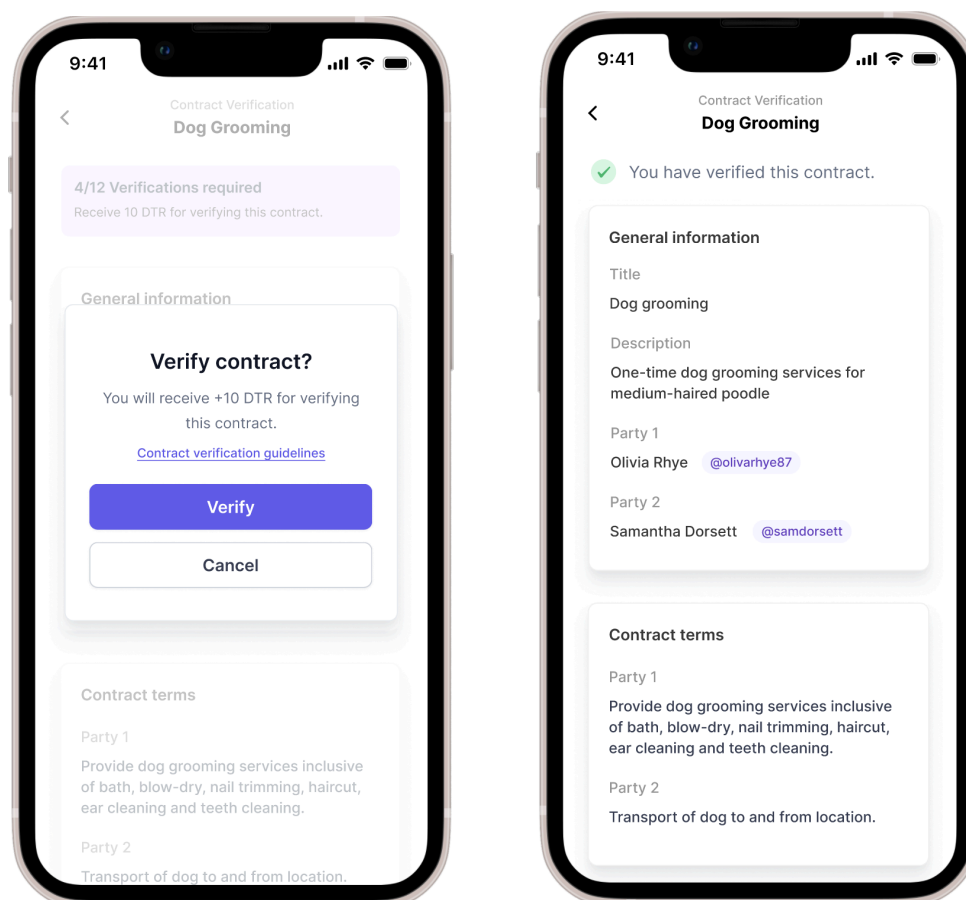 9:41
Contract Verification
Dog Grooming
4/12 Verifications required
Receive 10 DTR for verifying this contract.
General information
Verify contract?
You will receive +10 DTR for verifying
this contract.
Contract verification guidelines
Verify
Cancel
Contract terms
Party 1
Provide dog grooming services inclusive
of bath, blow-dry, nail trimming, haircut,
ear cleaning and teeth cleaning.
Party 2
Transport of dog to and from location.
9:41
Contract Verification
Dog Grooming
You have verified this contract.
General information
Title
Dog grooming
Description
One-time dog grooming services for
medium-haired poodle
Party 1
Olivia Rhye @olivarhye87
Party 2
Samantha Dorsett @samdorsett
Contract terms
Party 1
Provide dog grooming services inclusive
of bath, blow-dry, nail trimming, haircut,
ear cleaning and teeth cleaning.
Party 2
Transport of dog to and from location.